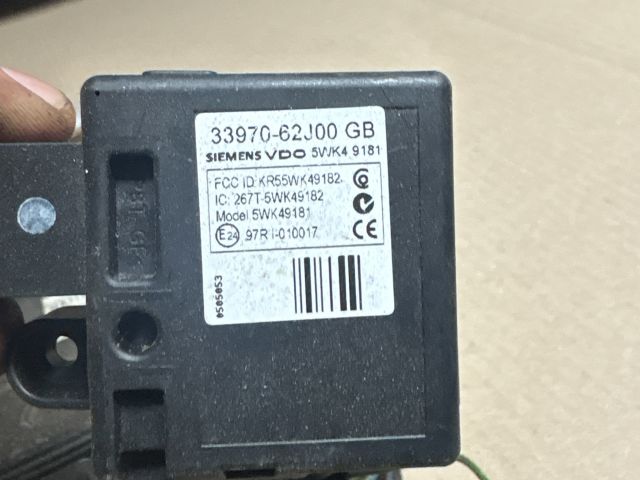 33970-62J00 GB
SIEMENS VDO 5WK4 9181
FCC ID: KR55WK49182
IC: 267T-5WK49182
Model 5WK49181
E24 97R I-010017 CE
0505053